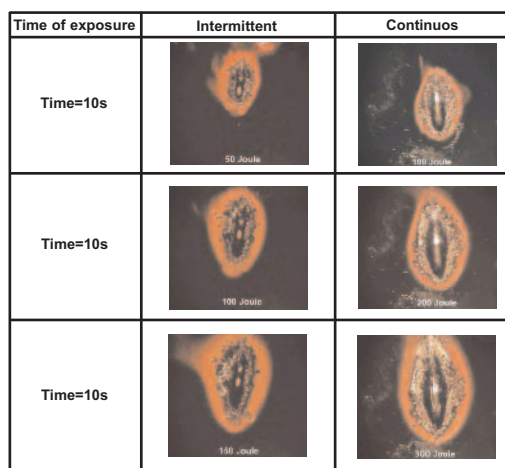 Time of exposure Intermittent Continuos
Time=10s
50 Joule 100 Joule
Time=10s
100 Joule 200 Joule
Time=10s
150 Joule 300 Joule